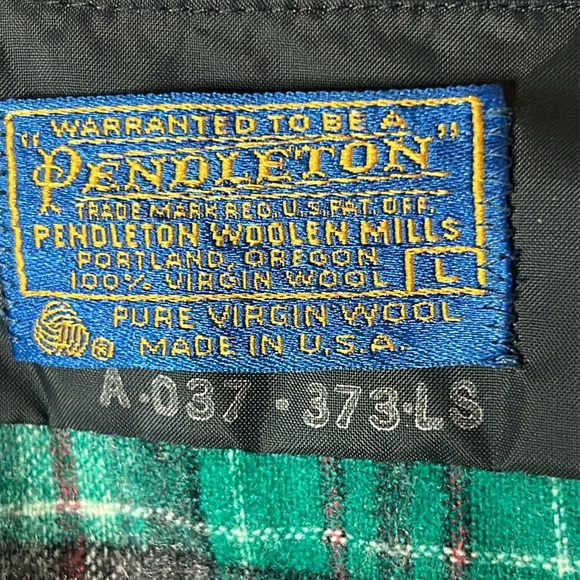 WARRANTED TO BE A
"PENDLETON"
TRADE MARK REG. U.S. PAT. OFF.
PENDLETON WOOLEN MILLS
PORTLAND, OREGON
100% VIRGIN WOOL
L
PURE VIRGIN WOOL
®
MADE IN U.S.A.
A·037·373·LS